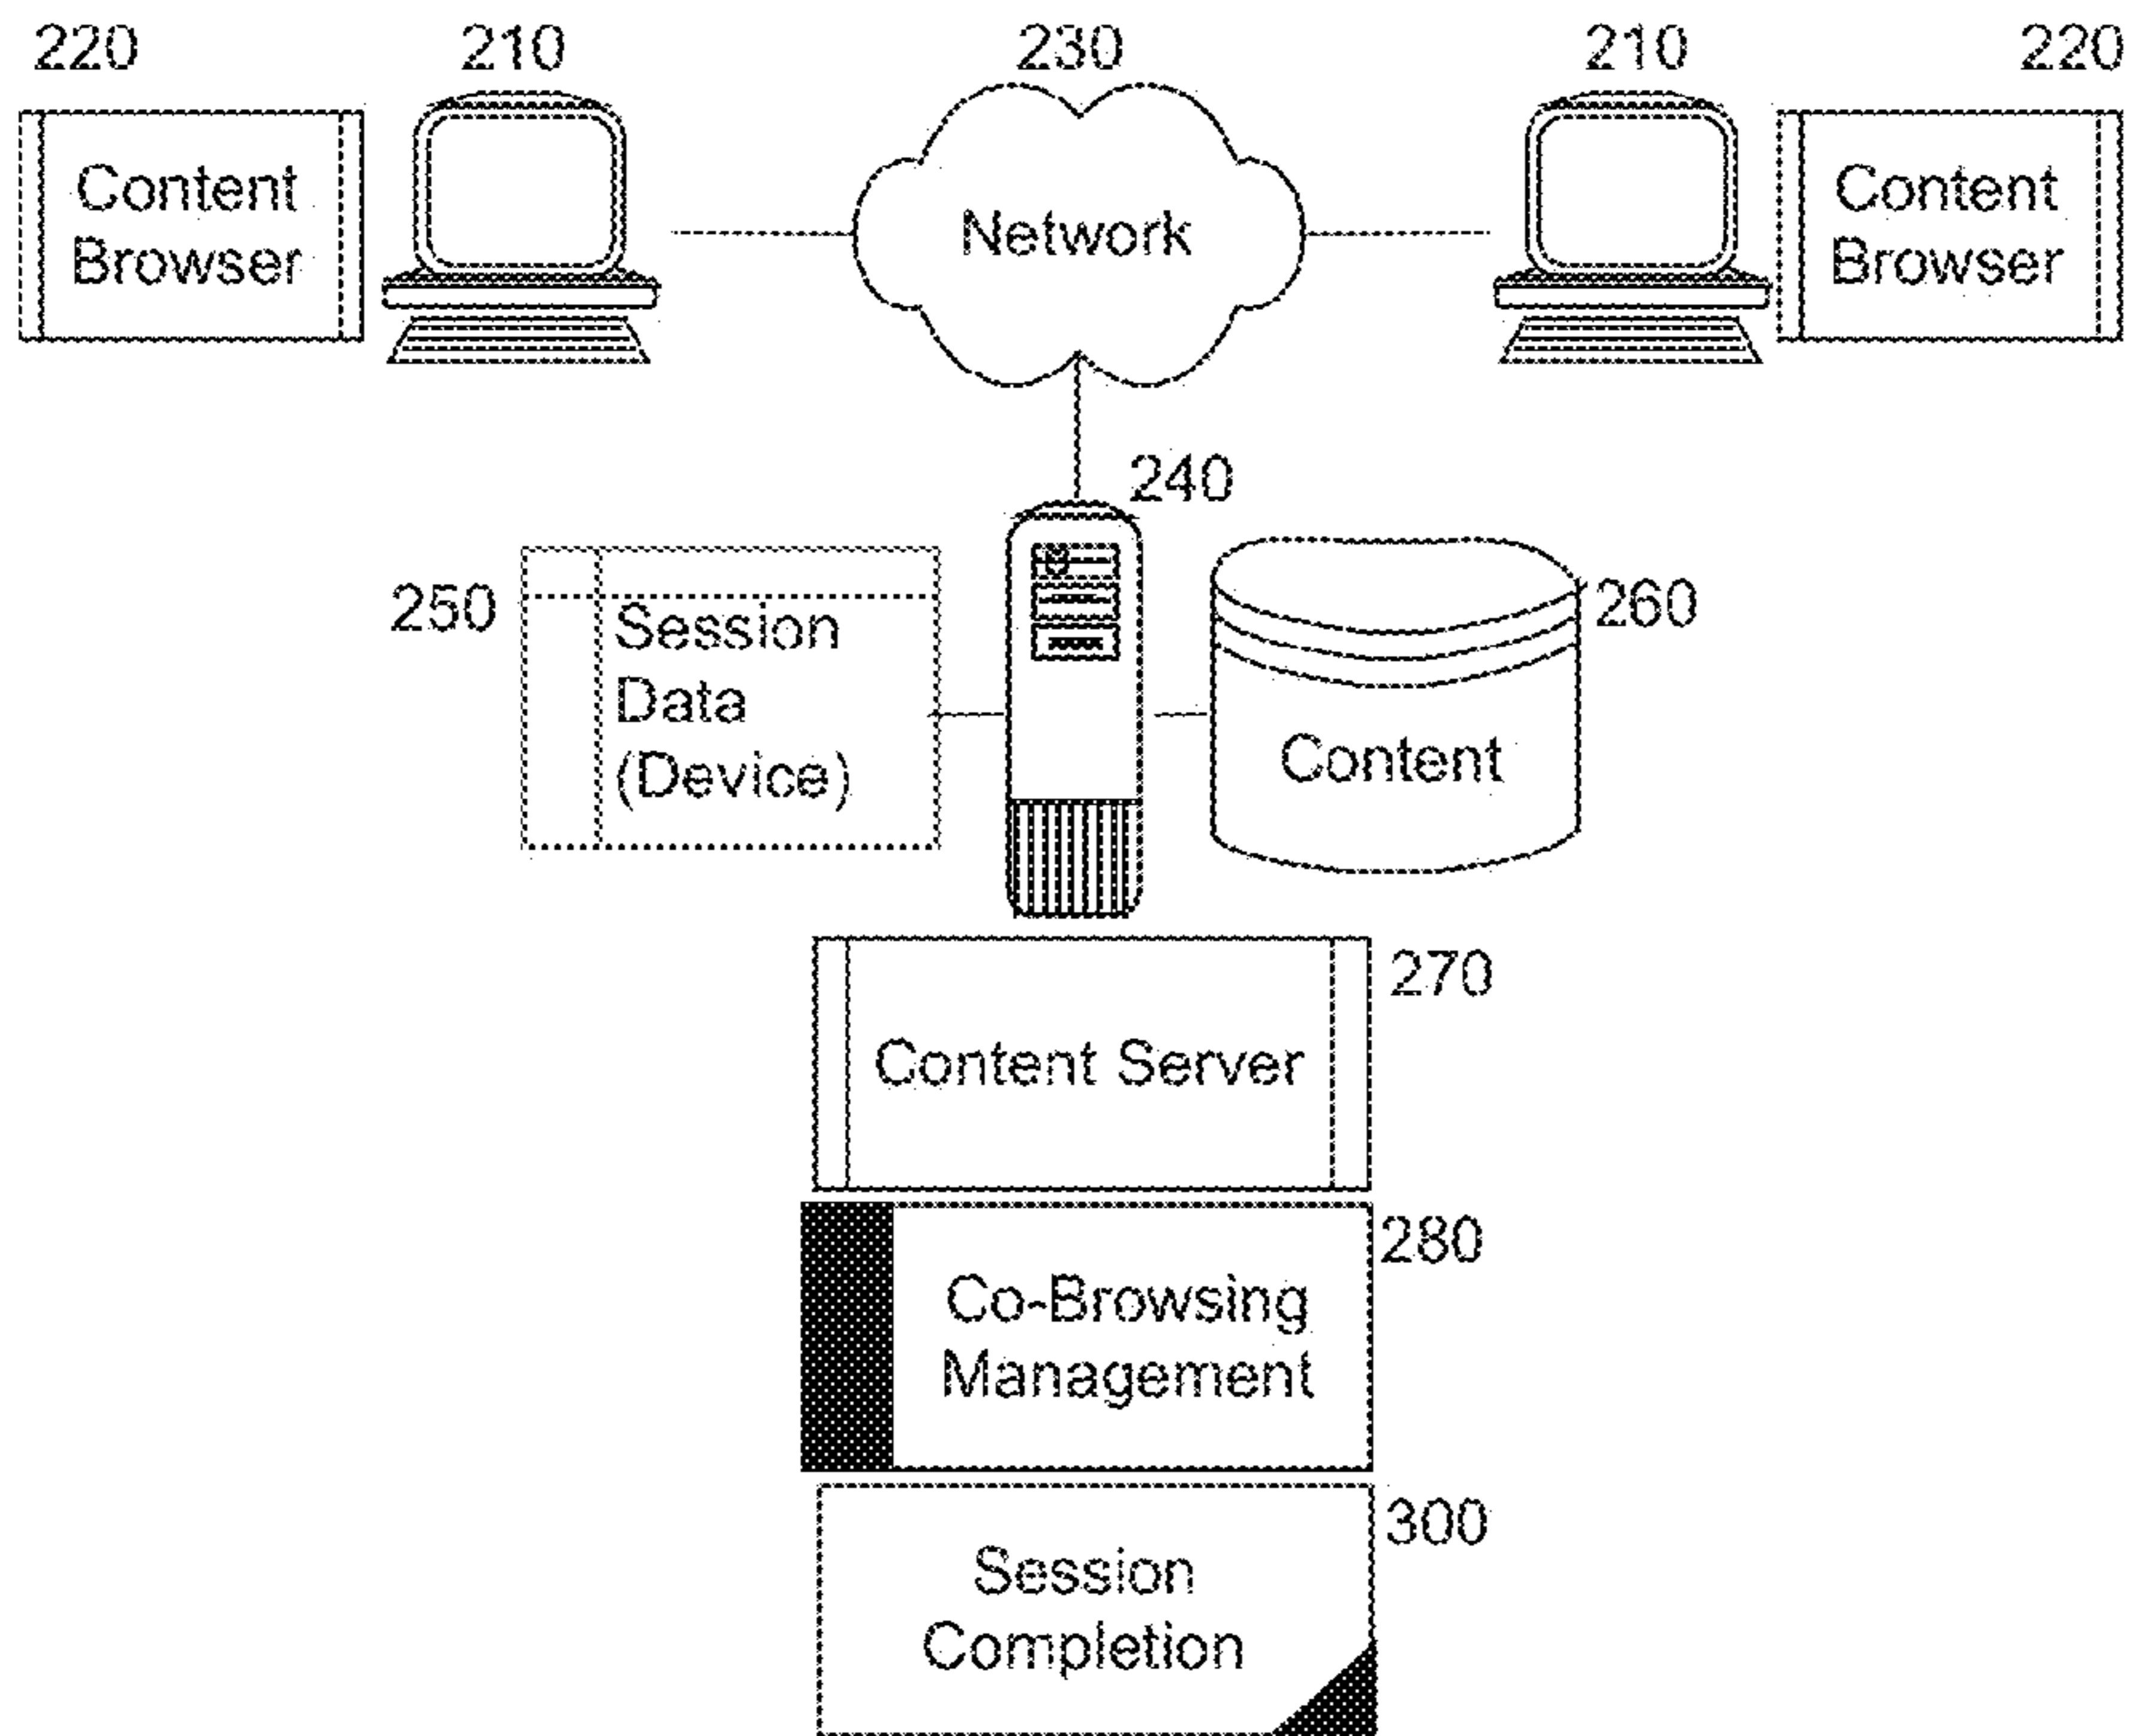 220
210
230
210
220
Content
Browser
Network
Content
Browser
240
250
Session
Data
(Device)
260
Content
270
Content Server
280
Co-Browsing
Management
300
Session
Completion